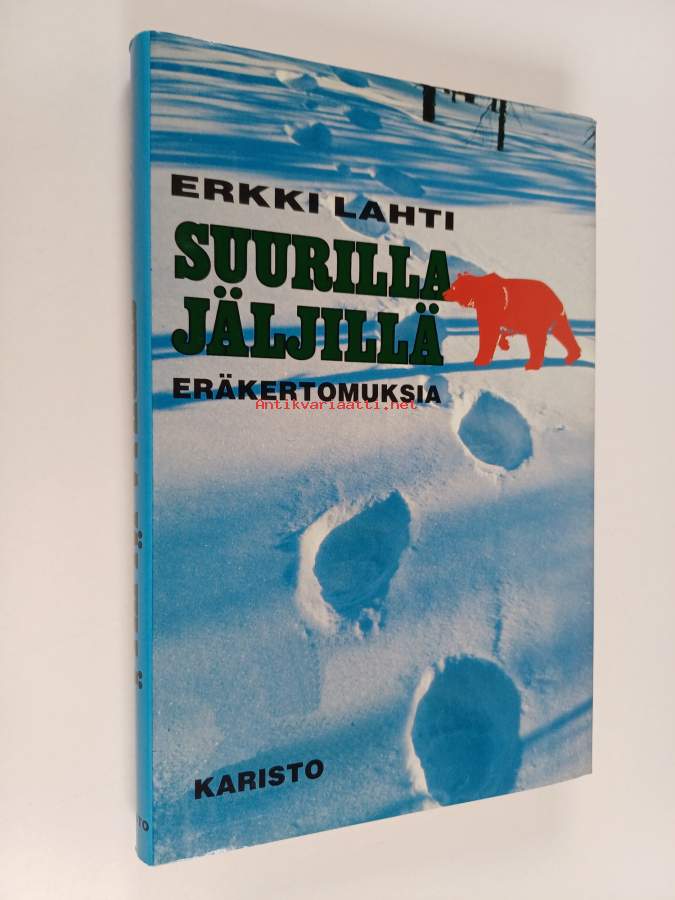 ERKKI LAHTI
SUURILLA
JÄLJILLÄ
ERÄKERTOMUKSIA
Antikvariaatti.net
KARISTO